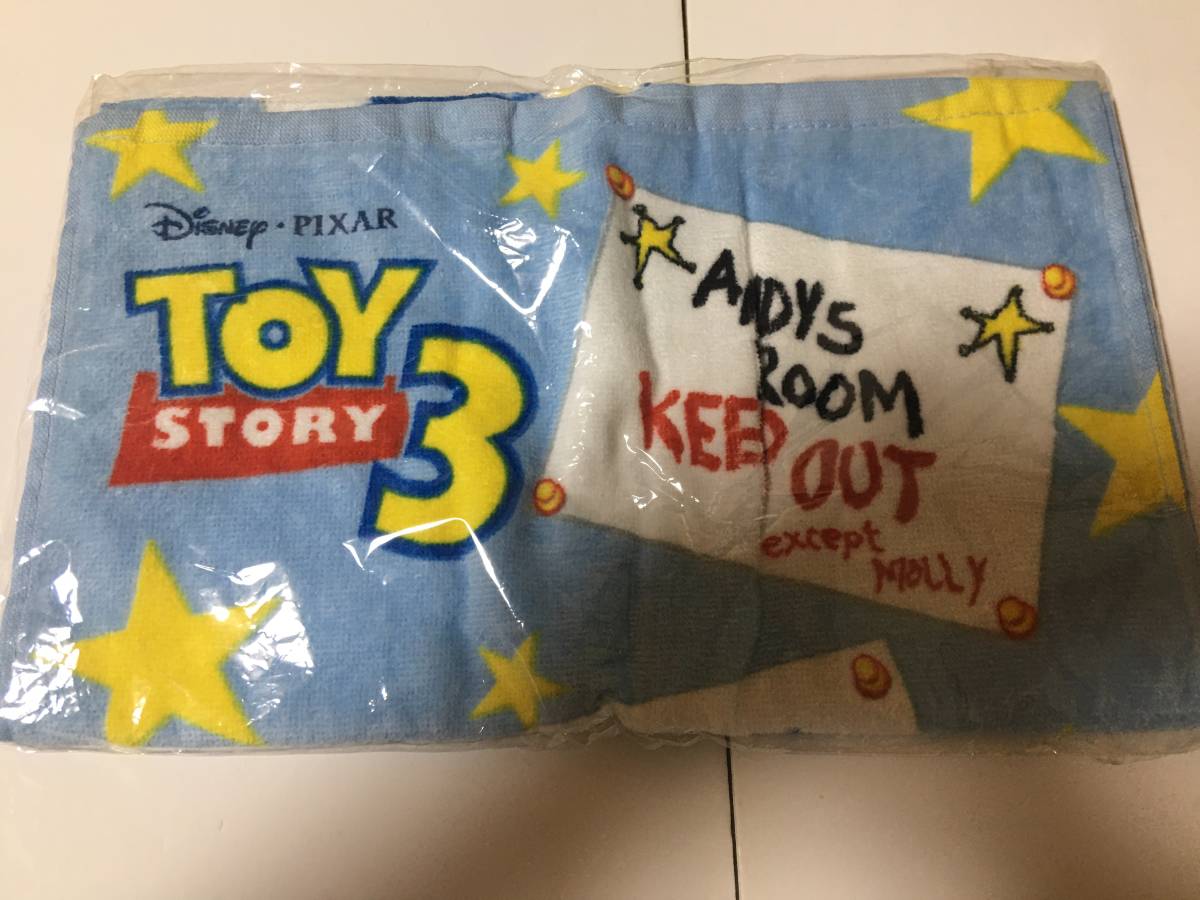 Disney · PIXAR
TOY
STORY
3
ANDYS
ROOM
KEEP OUT
except
MOLLY